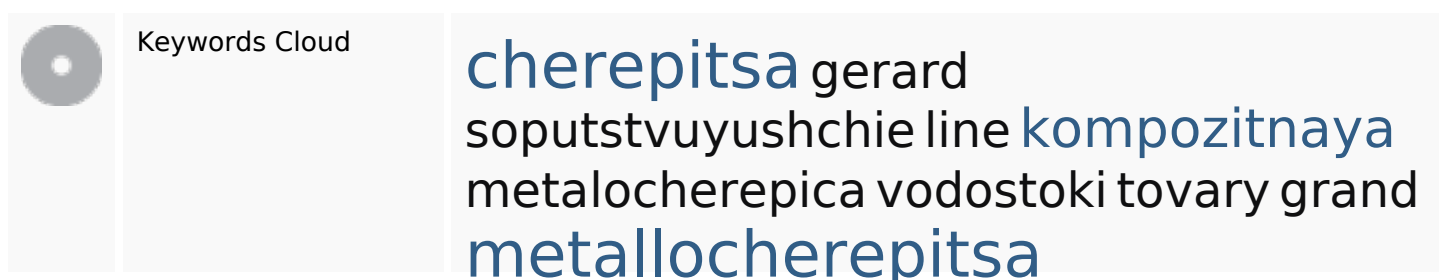 Keywords Cloud
cherepitsa gerard
soputstvuyushchie line kompozitnaya
metalocherepica vodostoki tovary grand
metallocherepitsa